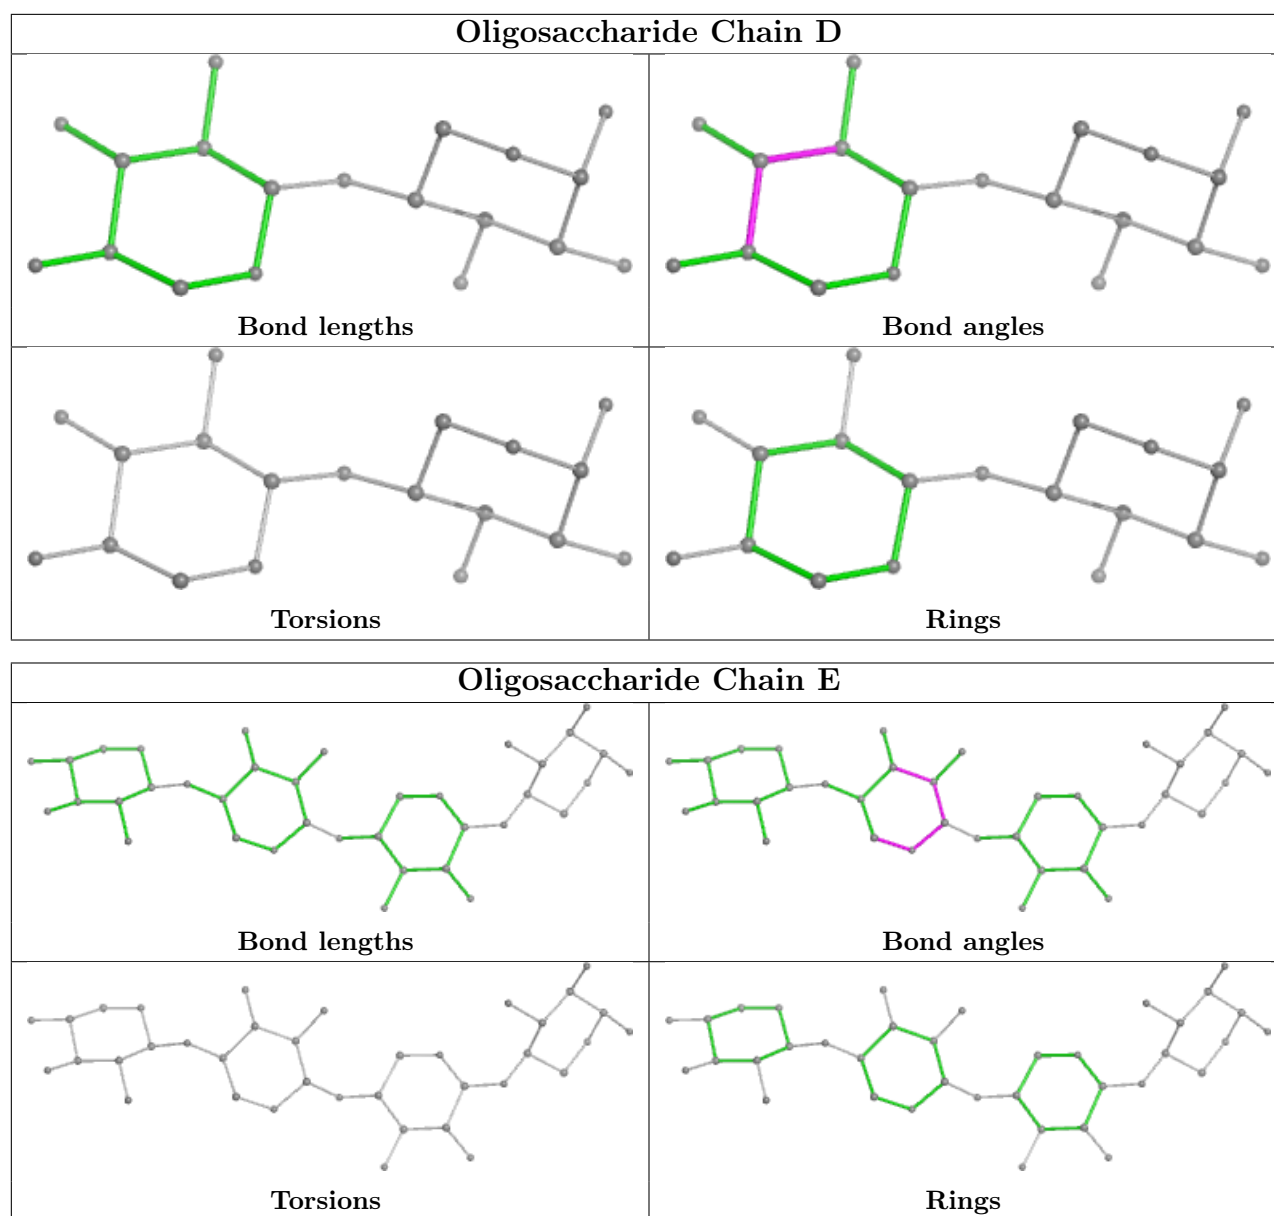 Oligosaccharide Chain D
Bond lengths
Bond angles
Torsions
Rings
Oligosaccharide Chain E
Bond lengths
Bond angles
Torsions
Rings